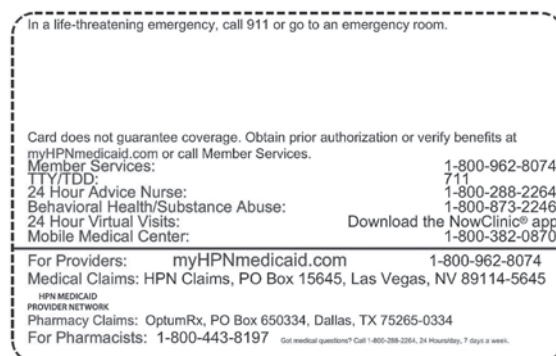 In a life-threatening emergency, call 911 or go to an emergency room.
Card does not guarantee coverage. Obtain prior authorization or verify benefits at
myHPNmedicaid.com or call Member Services.
Member Services: 1-800-962-8074
TTY/TDD: 711
24 Hour Advice Nurse: 1-800-288-2264
Behavioral Health/Substance Abuse: 1-800-873-2246
24 Hour Virtual Visits: Download the NowClinic® app
Mobile Medical Center: 1-800-382-0870
For Providers: myHPNmedicaid.com 1-800-962-8074
Medical Claims: HPN Claims, PO Box 15645, Las Vegas, NV 89114-5645
HPN MEDICAID
PROVIDER NETWORK
Pharmacy Claims: OptumRx, PO Box 650334, Dallas, TX 75265-0334
For Pharmacists: 1-800-443-8197 Got medical questions? Call 1-800-288-2264, 24 Hours/day, 7 days a week.